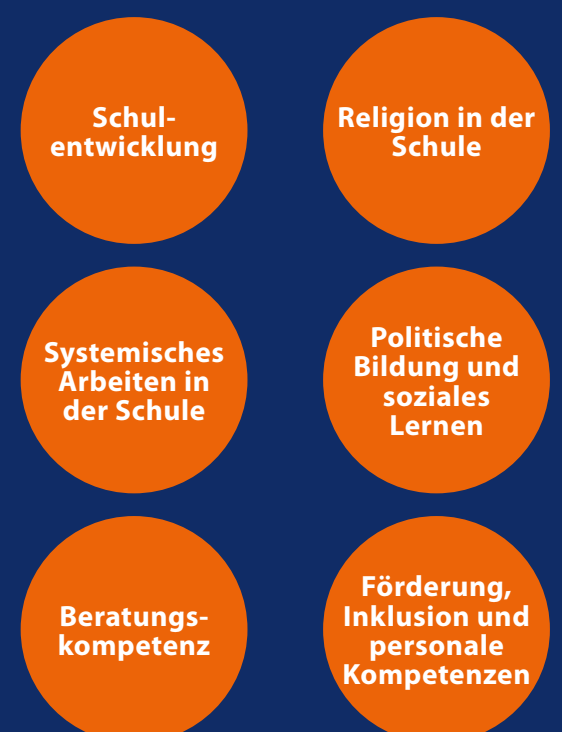 Schul-
entwicklung
Religion in der
Schule
Systemisches
Arbeiten in
der Schule
Politische
Bildung und
soziales
Lernen
Beratungs-
kompetenz
Förderung,
Inklusion und
personale
Kompetenzen